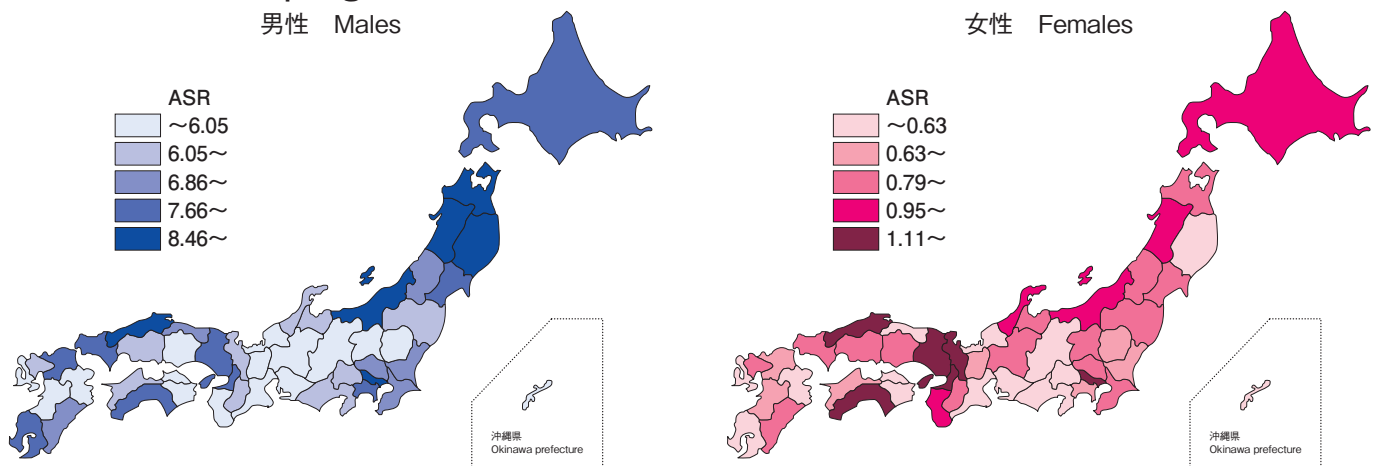 男性 Males
ASR
～6.05
6.05～
6.86～
7.66～
8.46～
沖縄県
Okinawa prefecture
女性 Females
ASR
～0.63
0.63～
0.79～
0.95～
1.11～
沖縄県
Okinawa prefecture